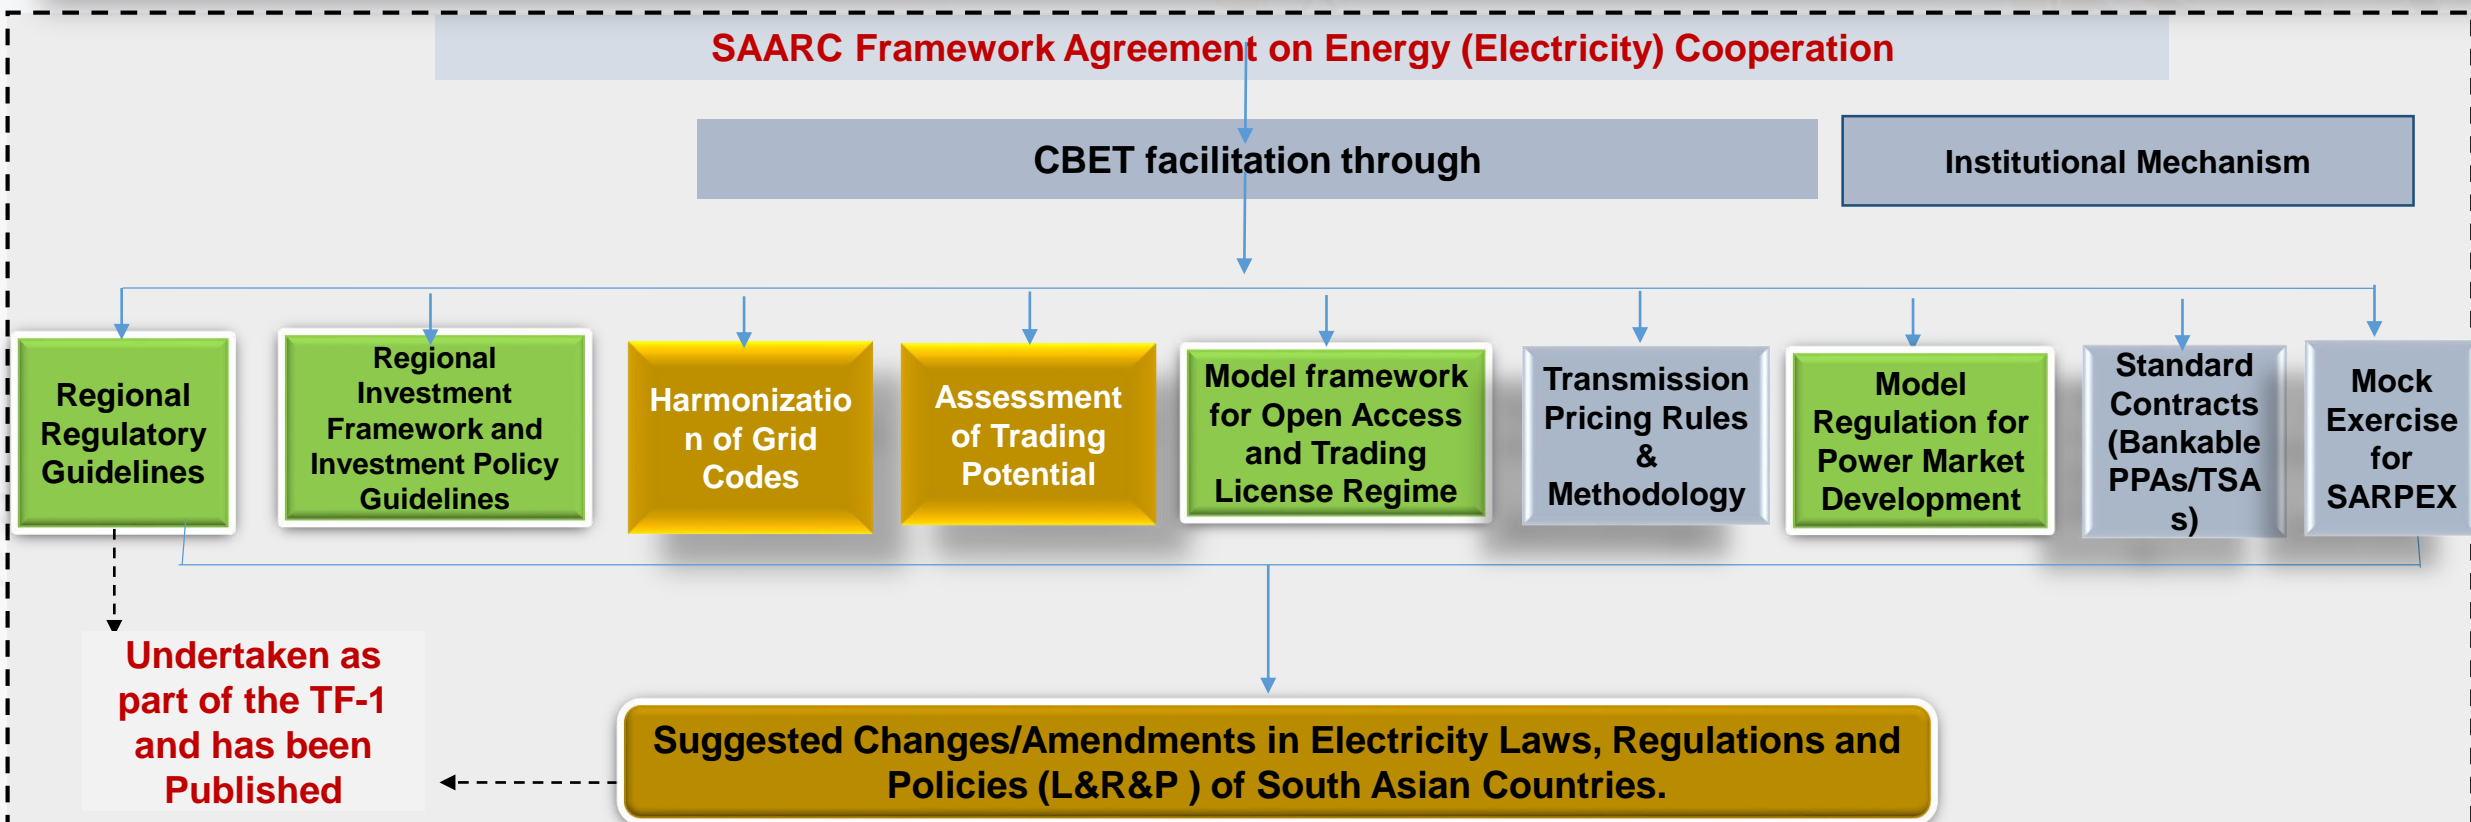 SAARC Framework Agreement on Energy (Electricity) Cooperation
CBET facilitation through
Institutional Mechanism
Regional
Regulatory
Guidelines
Regional
Investment
Framework and
Investment Policy
Guidelines
Harmonizatio
n of Grid
Codes
Assessment
of Trading
Potential
Model framework
for Open Access
and Trading
License Regime
Transmission
Pricing Rules
&
Methodology
Model
Regulation for
Power Market
Development
Standard
Contracts
(Bankable
PPAs/TSA
s)
Mock
Exercise
for
SARPEX
Undertaken as
part of the TF-1
and has been
Published
Suggested Changes/Amendments in Electricity Laws, Regulations and
Policies (L&R&P ) of South Asian Countries.